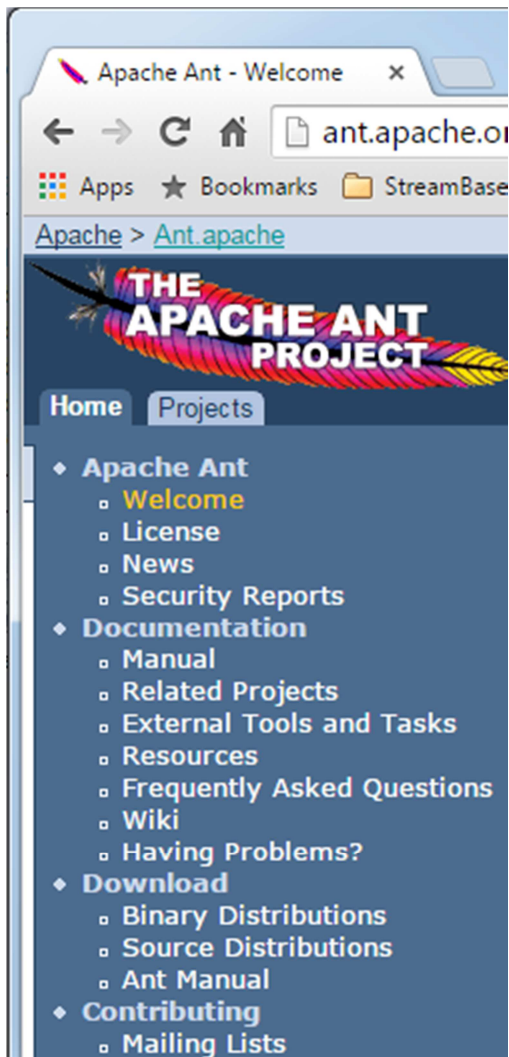 Apache Ant - Welcome
ant.apache.or
Apps Bookmarks StreamBase
Apache > Ant.apache
THE
APACHE ANT
PROJECT
Home Projects
Apache Ant
Welcome
License
News
Security Reports
Documentation
Manual
Related Projects
External Tools and Tasks
Resources
Frequently Asked Questions
Wiki
Having Problems?
Download
Binary Distributions
Source Distributions
Ant Manual
Contributing
Mailing Lists